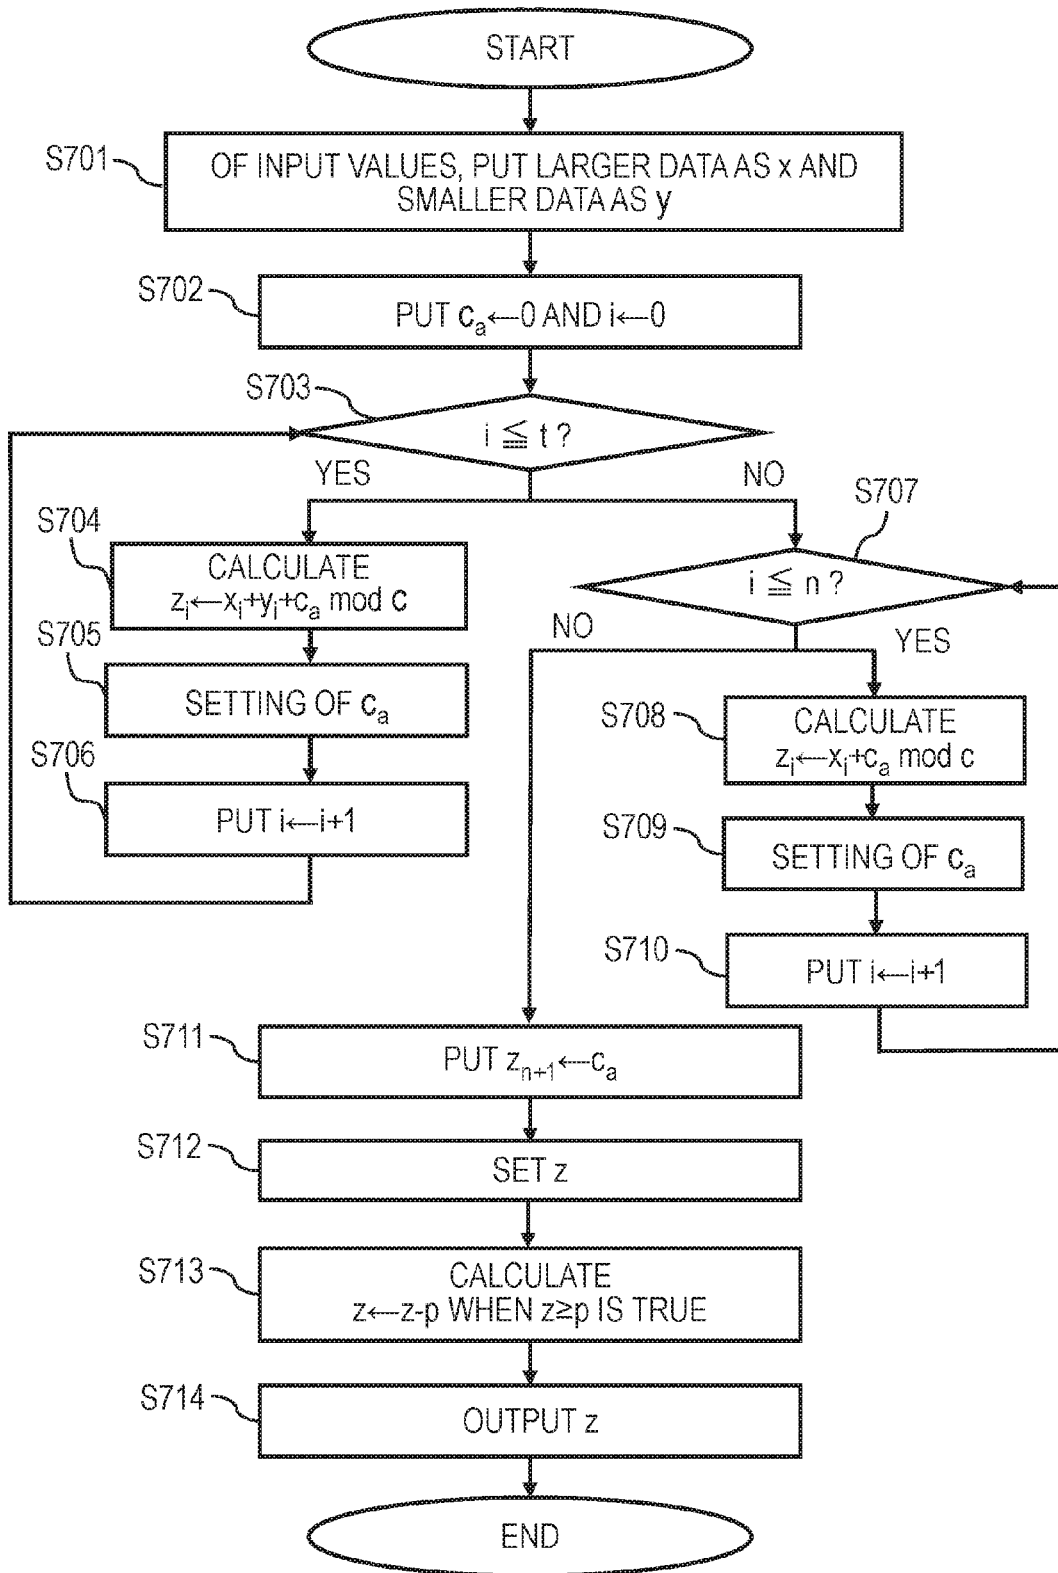 START
S701
OF INPUT VALUES, PUT LARGER DATA AS x AND
SMALLER DATA AS y
S702
PUT cₐ←0 AND i←0
S703
i ≦ t ?
YES
NO
S704
CALCULATE
zᵢ←xᵢ+yᵢ+cₐ mod c
S705
SETTING OF cₐ
S706
PUT i←i+1
S707
i ≦ n ?
NO
YES
S708
CALCULATE
zᵢ←xᵢ+cₐ mod c
S709
SETTING OF cₐ
S710
PUT i←i+1
S711
PUT zₙ₊₁←cₐ
S712
SET z
S713
CALCULATE
z←z-p WHEN z≥p IS TRUE
S714
OUTPUT z
END